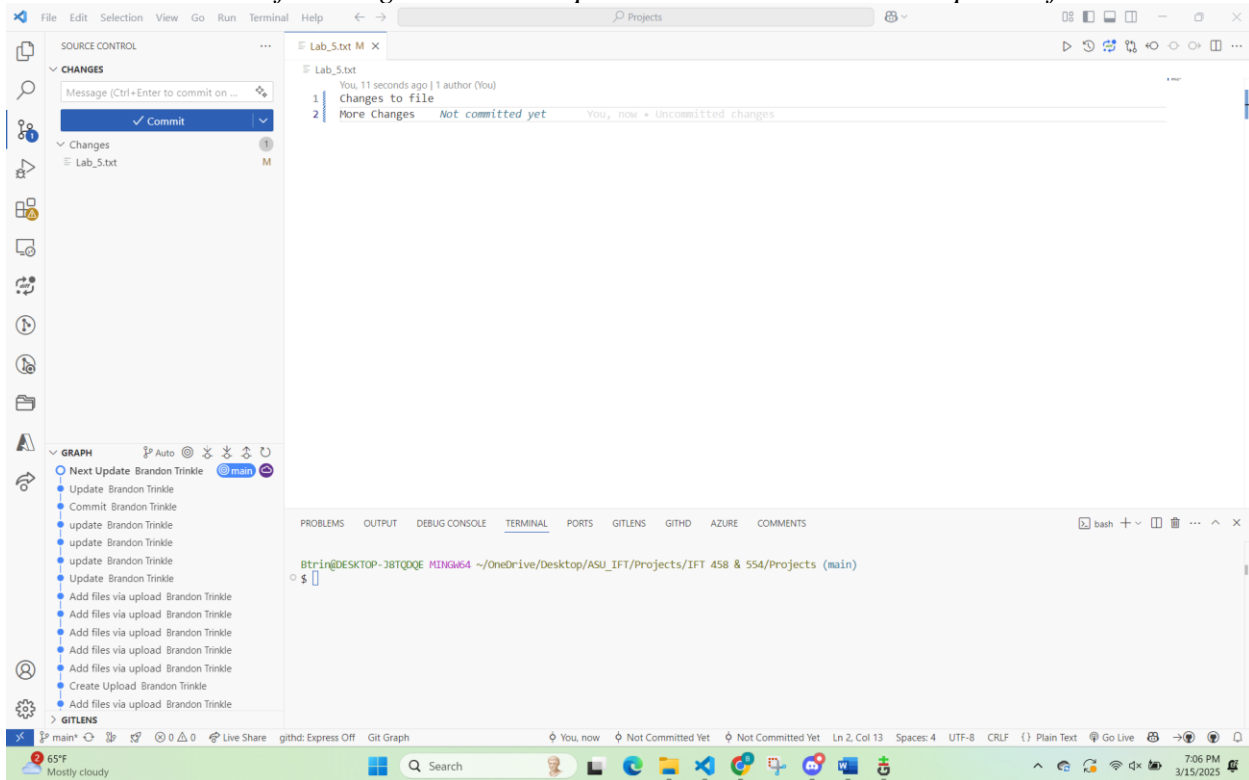 File Edit Selection View Go Run Terminal Help
Projects
SOURCE CONTROL
CHANGES
Message (Ctrl+Enter to commit on ...
Commit
Changes 1
Lab_5.txt M
Lab_5.txt M
Lab_5.txt
You, 11 seconds ago | 1 author (You)
1 Changes to file
2 More Changes Not committed yet You, now • Uncommitted changes
GRAPH Auto
Next Update Brandon Trinkle main
Update Brandon Trinkle
Commit Brandon Trinkle
update Brandon Trinkle
update Brandon Trinkle
update Brandon Trinkle
Update Brandon Trinkle
Add files via upload Brandon Trinkle
Add files via upload Brandon Trinkle
Add files via upload Brandon Trinkle
Add files via upload Brandon Trinkle
Add files via upload Brandon Trinkle
Create Upload Brandon Trinkle
Add files via upload Brandon Trinkle
GITLENS
PROBLEMS OUTPUT DEBUG CONSOLE TERMINAL PORTS GITLENS GITHD AZURE COMMENTS
bash
Btrin@DESKTOP-J8TQDQE MINGW64 ~/OneDrive/Desktop/ASU_IFT/Projects/IFT 458 & 554/Projects (main)
$
main* 0 0 0 Live Share githd: Express Off Git Graph You, now Not Committed Yet Not Committed Yet Ln 2, Col 13 Spaces: 4 UTF-8 CRLF {} Plain Text Go Live
2 65°F
Mostly cloudy
Search
7:06 PM
3/15/2025